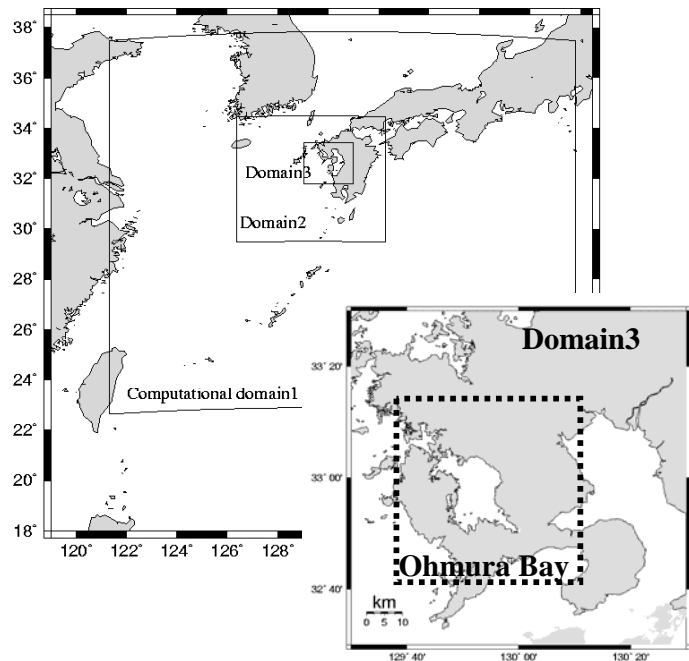 38°
36°
34°
32°
30°
28°
26°
24°
22°
20°
18°
120° 122° 124° 126° 128°
Domain3
Domain2
Computational domain1
Domain3
33° 20'
33° 00'
32° 40'
Ohmura Bay
km
0 5 10
129° 40' 130° 00' 130° 20'